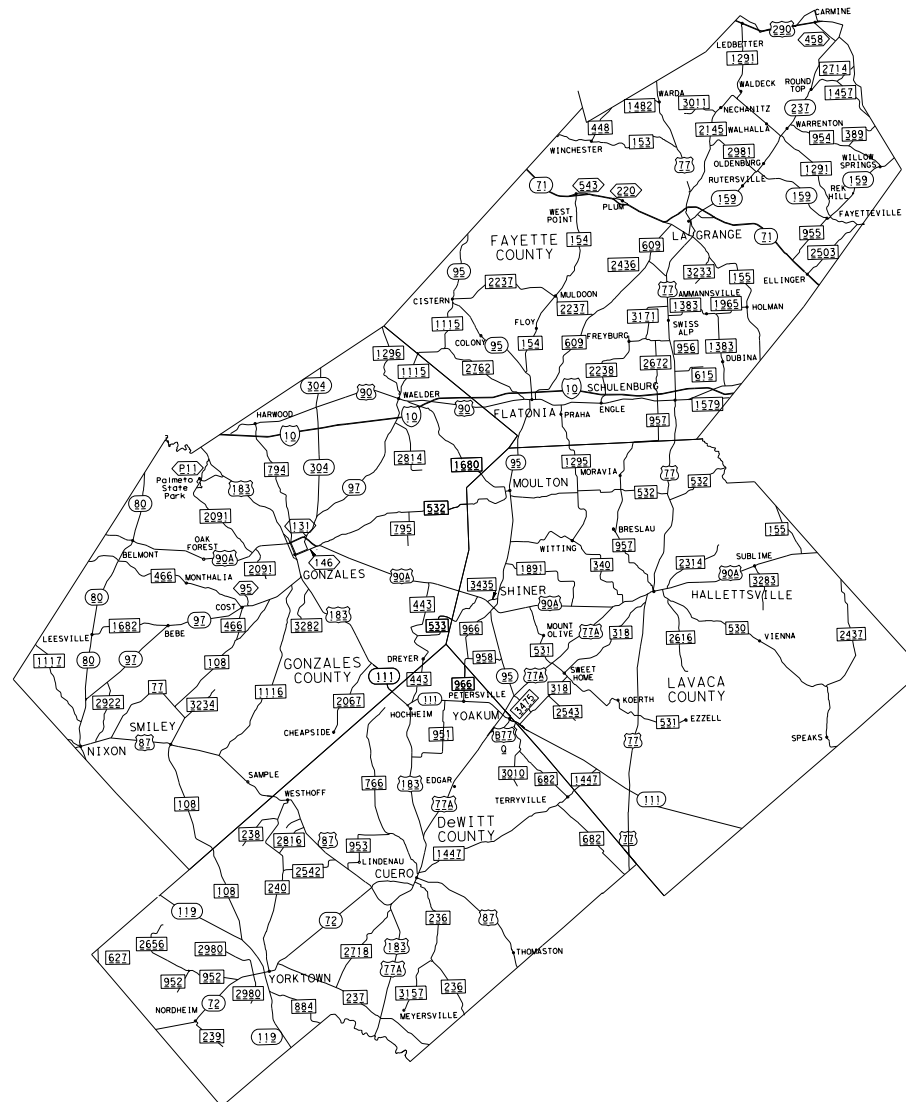 CARMINE
290
458
LEDBETTER
1291
2714
WALDECK
ROUND
TOP
1457
WARDA
1482
3011
NECHANITZ
237
448
2145
WALHALLA
WARRENTON
954
389
153
WINCHESTER
2981
OLDENBURG
1291
WILLOW
SPRINGS
77
RUTERSVILLE
159
71
543
220
PLUM
159
159
REK
HILL
WEST
POINT
FAYETTEVILLE
FAYETTE
COUNTY
154
609
LA GRANGE
71
955
2503
2436
95
2237
3233
155
ELLINGER
77
MULDOON
AMMANNSVILLE
CISTERN
2237
1383
1965
HOLMAN
3171
1115
FLOY
SWISS
ALP
COLONY
95
154
609
FREYBURG
956
1383
1296
DUBINA
1115
2762
2238
2672
615
304
90
WAELDER
10
SCHULENBURG
90
10
FLATONIA
PRAHA
ENGLE
1579
HARWOOD
957
10
2814
1680
95
1295
P11
Palmeto
State
Park
794
304
MORAVIA
77
183
97
MOULTON
532
532
80
532
2091
131
795
BRESLAU
155
OAK
FOREST
957
BELMONT
90A
WITTING
SUBLIME
2091
146
1891
340
2314
90A
466
GONZALES
90A
3283
MONTHALIA
95
3435
SHINER
HALLETTSVILLE
COST
443
90A
80
97
466
183
533
966
MOUNT
OLIVE
77A
318
530
LEESVILLE
1682
BEBE
3282
2616
VIENNA
2437
531
97
108
DREYER
958
1117
80
GONZALES
COUNTY
111
443
966
95
77A
SWEET
HOME
LAVACA
COUNTY
77
1116
PETERSVILLE
318
2922
3234
2067
111
3475
KOERTH
HOCHHEIM
YOAKUM
2543
531
EZZELL
SMILEY
CHEAPSIDE
951
B77
Q
77
SPEAKS
87
NIXON
SAMPLE
766
183
EDGAR
3010
682
1447
WESTHOFF
77A
TERRYVILLE
111
108
DeWITT
COUNTY
238
2816
87
953
682
77
LINDENAU
1447
2542
CUERO
108
240
119
72
236
87
2656
2980
2718
183
THOMASTON
627
77A
952
952
YORKTOWN
2980
237
3157
236
72
884
NORDHEIM
MEYERSVILLE
239
119